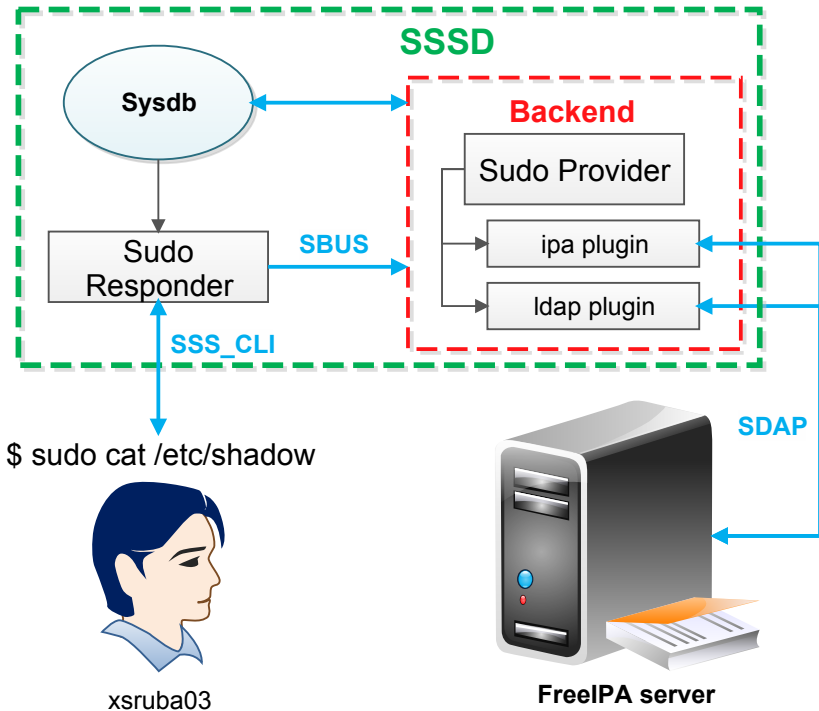 SSSD
Sysdb
Backend
Sudo Provider
SBUS
ipa plugin
Sudo
Responder
ldap plugin
SSS_CLI
SDAP
$ sudo cat /etc/shadow
xsruba03
FreeIPA server